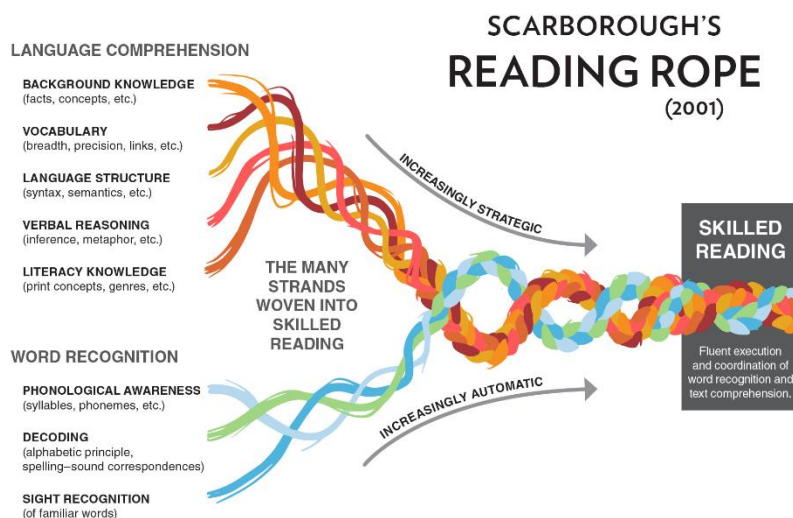 SCARBOROUGH'S
READING ROPE
(2001)
LANGUAGE COMPREHENSION
BACKGROUND KNOWLEDGE
(facts, concepts, etc.)
VOCABULARY
(breadth, precision, links, etc.)
LANGUAGE STRUCTURE
(syntax, semantics, etc.)
VERBAL REASONING
(inference, metaphor, etc.)
LITERACY KNOWLEDGE
(print concepts, genres, etc.)
WORD RECOGNITION
PHONOLOGICAL AWARENESS
(syllables, phonemes, etc.)
DECODING
(alphabetic principle,
spelling–sound correspondences)
SIGHT RECOGNITION
(of familiar words)
THE MANY
STRANDS
WOVEN INTO
SKILLED
READING
INCREASINGLY STRATEGIC
INCREASINGLY AUTOMATIC
SKILLED
READING
Fluent execution
and coordination of
word recognition and
text comprehension.